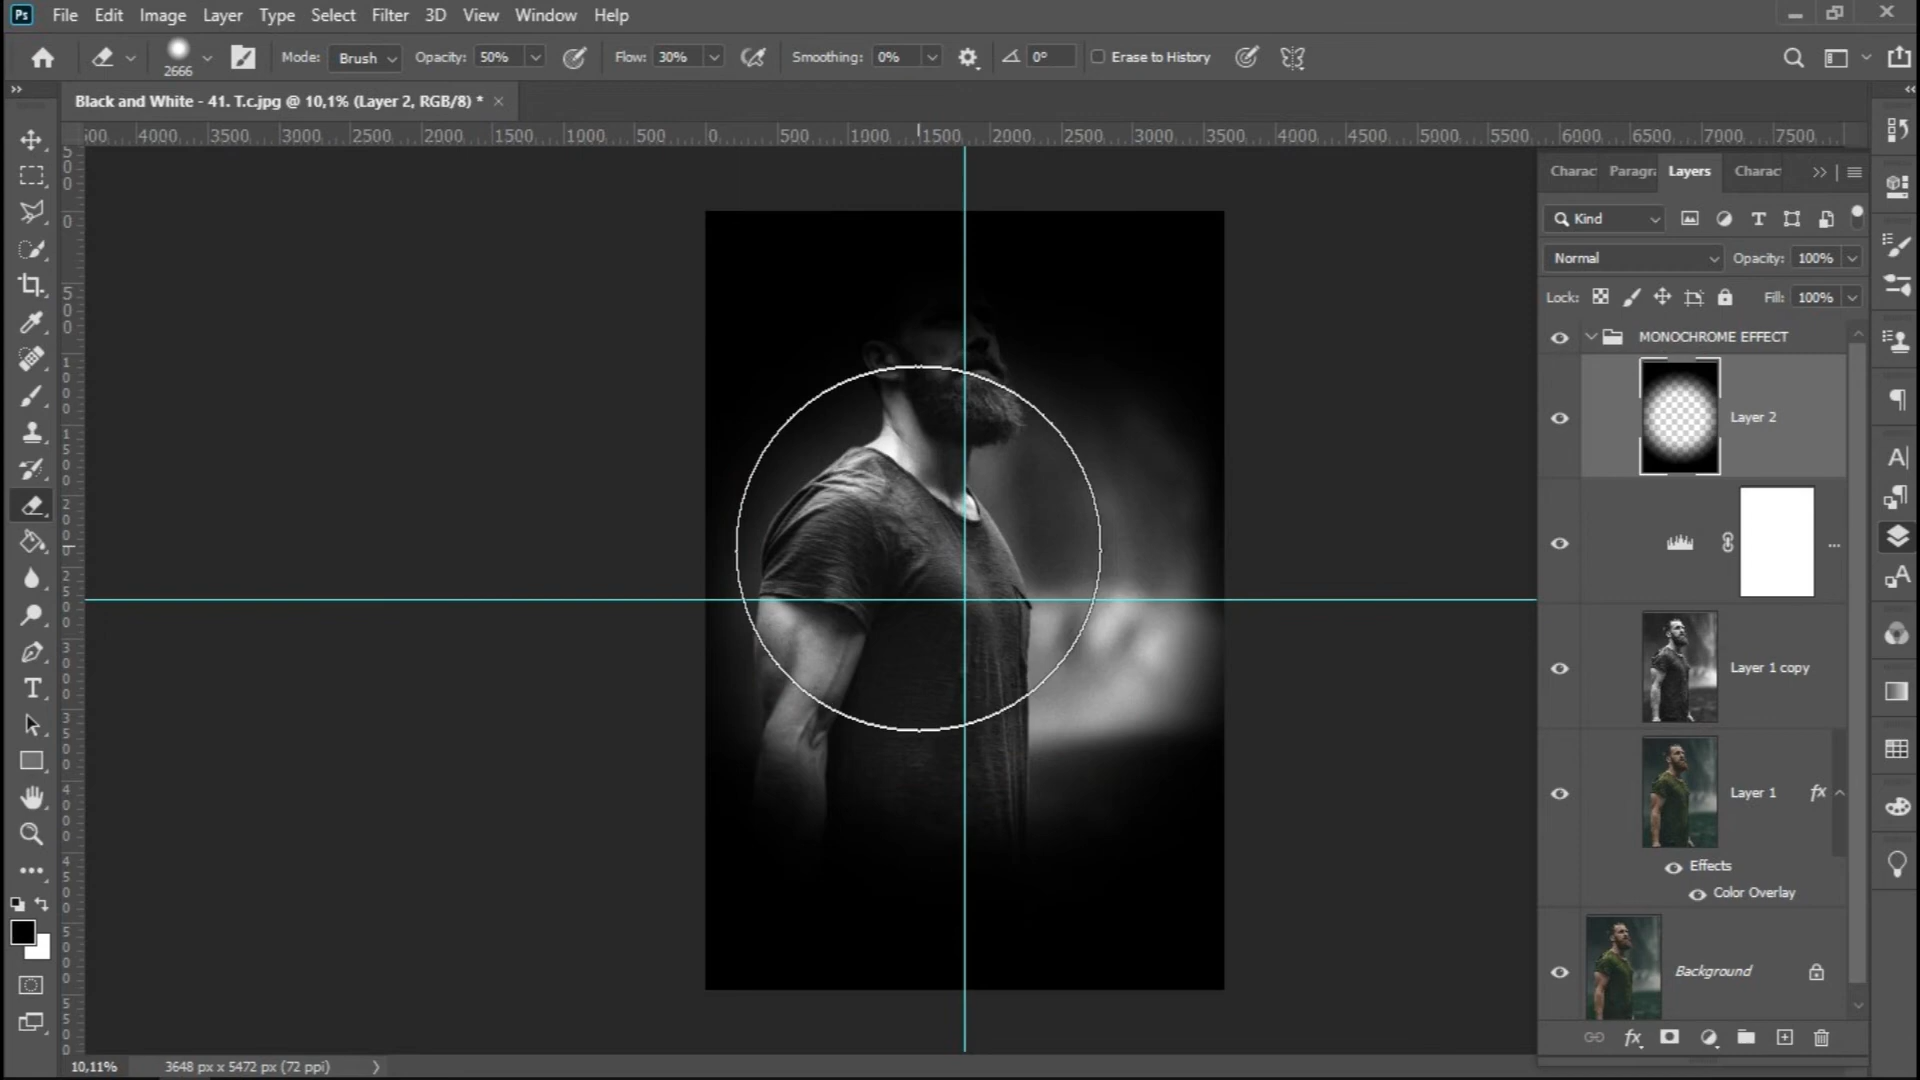 Ps File Edit Image Layer Type Select Filter 3D View Window Help
2666 Mode: Brush Opacity: 50% Flow: 30% Smoothing: 0% 0° Erase to History
Black and White - 41. T.c.jpg @ 10,1% (Layer 2, RGB/8) *
500 4000 3500 3000 2500 2000 1500 1000 500 0 500 1000 1500 2000 2500 3000 3500 4000 4500 5000 5500 6000 6500 7000 7500
Charac Paragra Layers Charac
Kind
Normal Opacity: 100%
Lock: Fill: 100%
MONOCHROME EFFECT
Layer 2
...
Layer 1 copy
Layer 1 fx
Effects
Color Overlay
Background
fx
10,11% 3648 px x 5472 px (72 ppi)